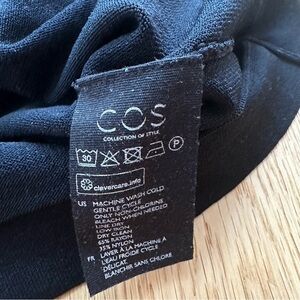 COS
COLLECTION OF STYLE
30 P
clevercare.info
US MACHINE WASH COLD
GENTLE CYCLE
ONLY NON-CHLORINE
BLEACH WHEN NEEDED
LINE DRY
LOW IRON
DRY CLEAN
65% RAYON
35% NYLON
FR LAVER À LA MACHINE À
L'EAU FROIDE CYCLE
DÉLICAT.
BLANCHIR SANS CHLORE